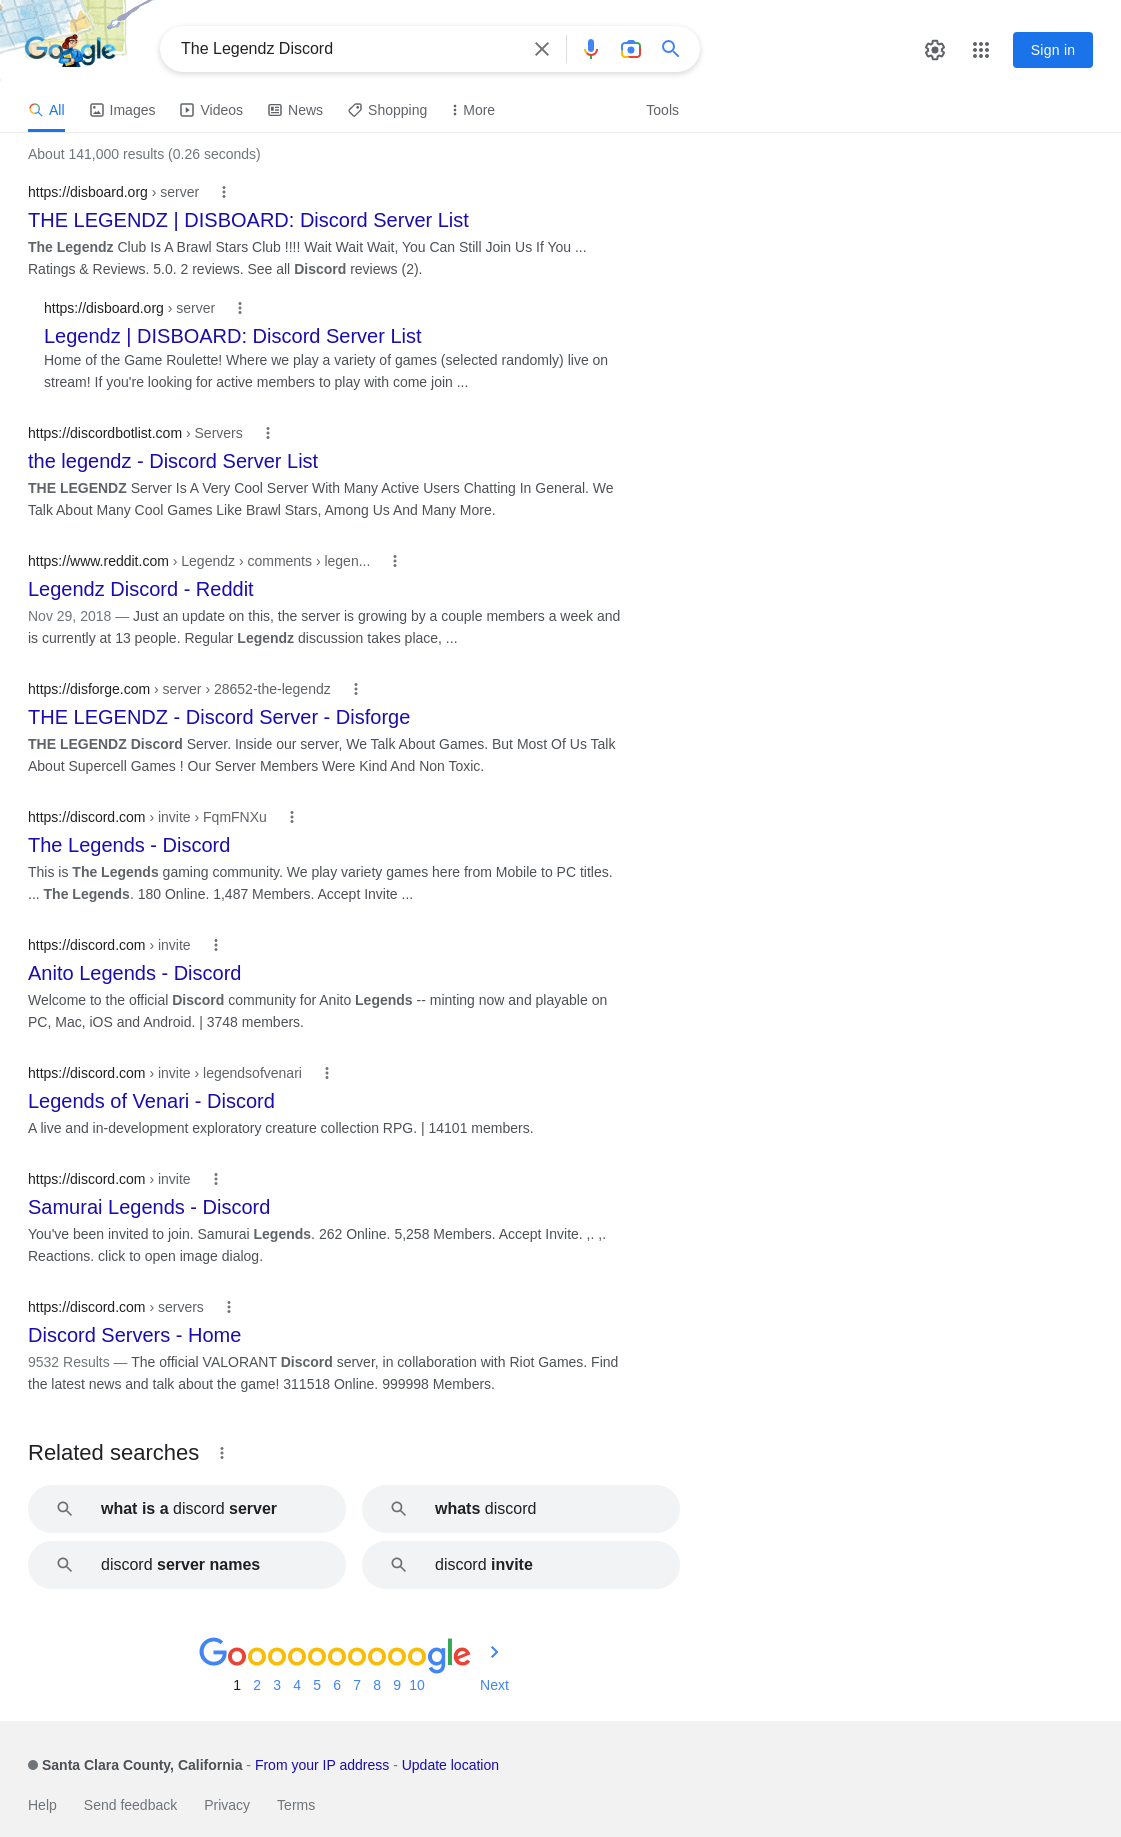 Google
The Legendz Discord
Sign in
All Images Videos News Shopping More Tools
About 141,000 results (0.26 seconds)
https://disboard.org › server
THE LEGENDZ | DISBOARD: Discord Server List
The Legendz Club Is A Brawl Stars Club !!!! Wait Wait Wait, You Can Still Join Us If You ...
Ratings & Reviews. 5.0. 2 reviews. See all Discord reviews (2).
https://disboard.org › server
Legendz | DISBOARD: Discord Server List
Home of the Game Roulette! Where we play a variety of games (selected randomly) live on
stream! If you're looking for active members to play with come join ...
https://discordbotlist.com › Servers
the legendz - Discord Server List
THE LEGENDZ Server Is A Very Cool Server With Many Active Users Chatting In General. We
Talk About Many Cool Games Like Brawl Stars, Among Us And Many More.
https://www.reddit.com › Legendz › comments › legen...
Legendz Discord - Reddit
Nov 29, 2018 — Just an update on this, the server is growing by a couple members a week and
is currently at 13 people. Regular Legendz discussion takes place, ...
https://disforge.com › server › 28652-the-legendz
THE LEGENDZ - Discord Server - Disforge
THE LEGENDZ Discord Server. Inside our server, We Talk About Games. But Most Of Us Talk
About Supercell Games ! Our Server Members Were Kind And Non Toxic.
https://discord.com › invite › FqmFNXu
The Legends - Discord
This is The Legends gaming community. We play variety games here from Mobile to PC titles.
... The Legends. 180 Online. 1,487 Members. Accept Invite ...
https://discord.com › invite
Anito Legends - Discord
Welcome to the official Discord community for Anito Legends -- minting now and playable on
PC, Mac, iOS and Android. | 3748 members.
https://discord.com › invite › legendsofvenari
Legends of Venari - Discord
A live and in-development exploratory creature collection RPG. | 14101 members.
https://discord.com › invite
Samurai Legends - Discord
You've been invited to join. Samurai Legends. 262 Online. 5,258 Members. Accept Invite. ,. ,.
Reactions. click to open image dialog.
https://discord.com › servers
Discord Servers - Home
9532 Results — The official VALORANT Discord server, in collaboration with Riot Games. Find
the latest news and talk about the game! 311518 Online. 999998 Members.
Related searches
what is a discord server
whats discord
discord server names
discord invite
Goooooooooogle
1 2 3 4 5 6 7 8 9 10 Next
Santa Clara County, California - From your IP address - Update location
Help Send feedback Privacy Terms